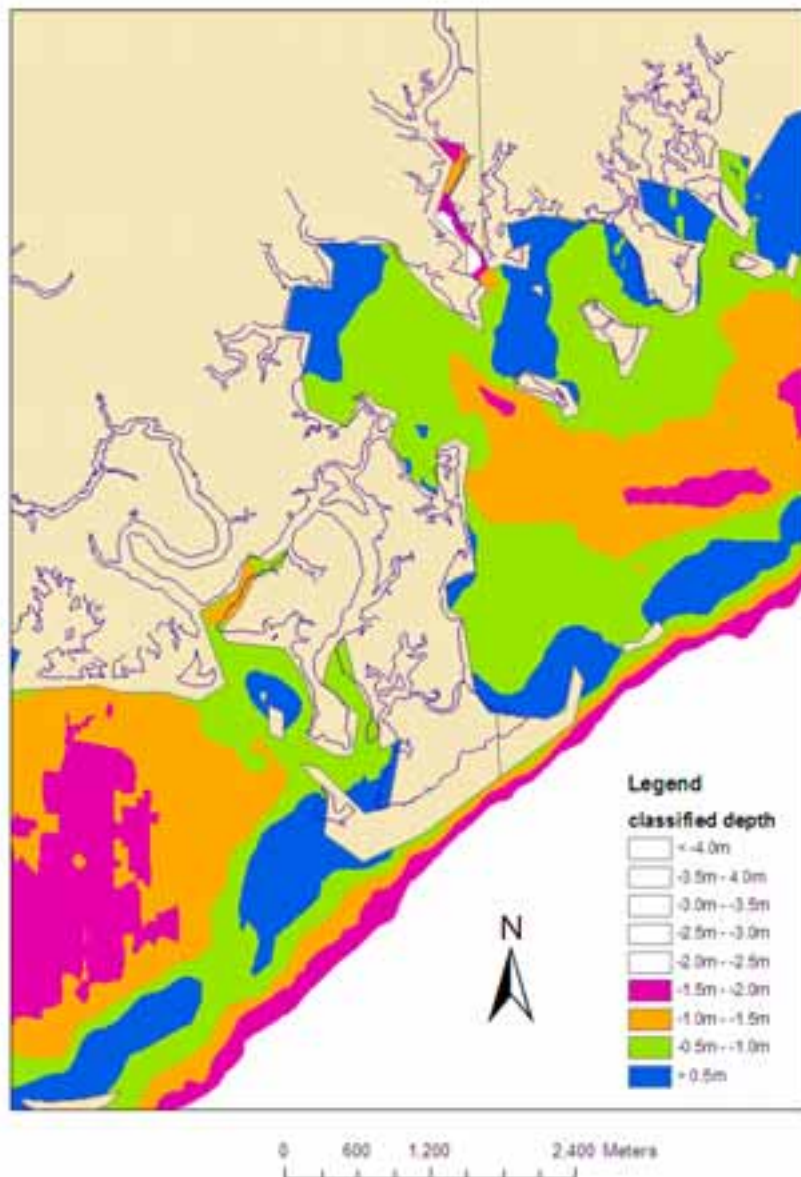 Legend
classified depth
< -4.0m
-3.5m - 4.0m
-3.0m - -3.5m
-2.5m - -3.0m
-2.0m - -2.5m
-1.5m - -2.0m
-1.0m - -1.5m
-0.5m - -1.0m
+ 0.5m
N
0 600 1.200 2.400 Meters